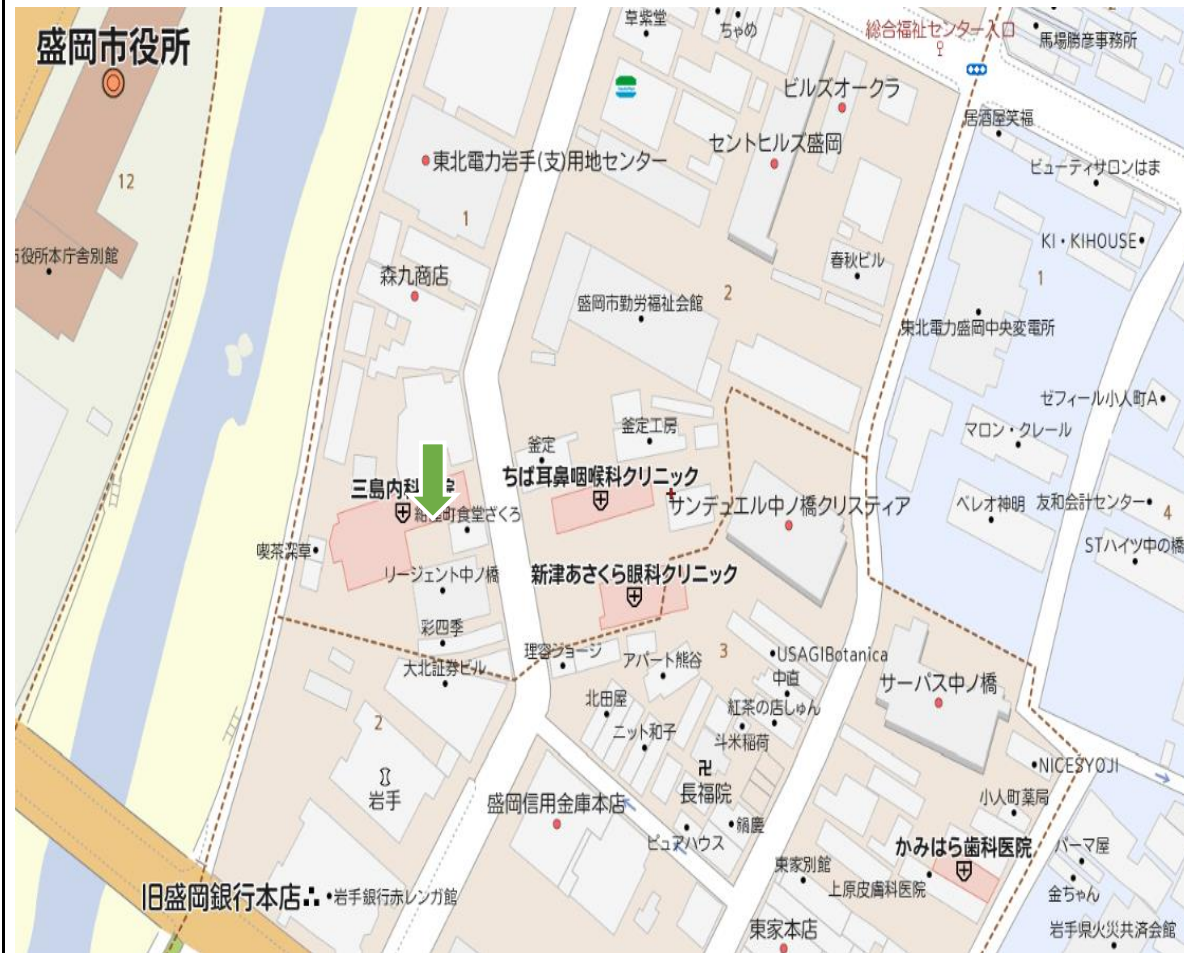 盛岡市役所
草紫堂
ちゃめ
総合福祉センター入口
馬場勝彦事務所
ビルズオークラ
居酒屋笑福
セントヒルズ盛岡
東北電力岩手(支)用地センター
ビューティサロンはま
12
1
市役所本庁舎別館
KI・KIHOUSE
春秋ビル
森九商店
2
1
盛岡市勤労福祉会館
東北電力盛岡中央変電所
ゼフィール小人町A
釜定工房
マロン・クレール
釜定
ちば耳鼻咽喉科クリニック
三島内科
町食堂ざくろ
サンデュエル中ノ橋クリスティア
ベレオ神明
友和会計センター
4
STハイツ中の橋
喫茶深草
リージェント中ノ橋
新津あさくら眼科クリニック
彩四季
理容ジョージ
アパート熊谷
3
USAGIBotanica
大北証券ビル
中直
サーパス中ノ橋
北田屋
紅茶の店しゅん
2
ニット和子
斗米稲荷
卍
NICESYOJI
長福院
岩手
盛岡信用金庫本店
小人町薬局
鍋慶
ピュアハウス
かみはら歯科医院
パーマ屋
東家別館
上原皮膚科医院
旧盛岡銀行本店
岩手銀行赤レンガ館
金ちゃん
東家本店
岩手県火災共済会館